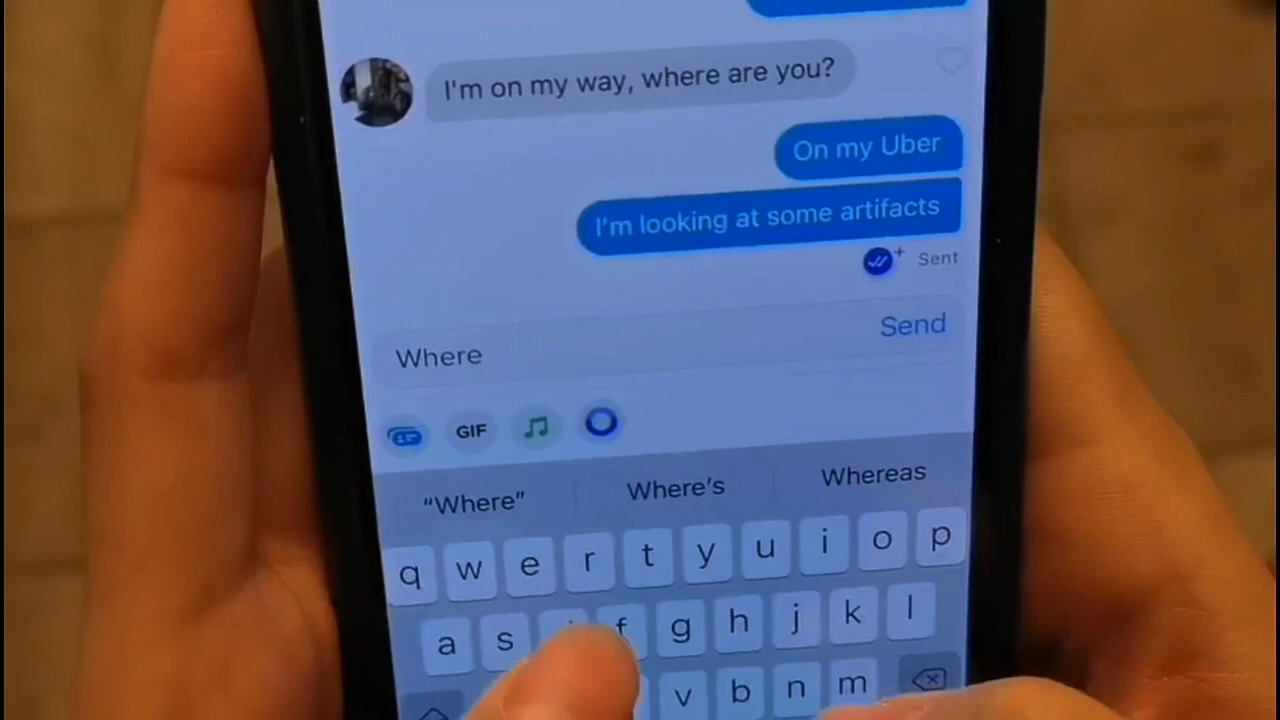 I'm on my way, where are you?
On my Uber
I'm looking at some artifacts
Sent
Where
Send
GIF
“Where”
Where's
Whereas
q w e r t y u i o p
a s f g h j k l
v b n m